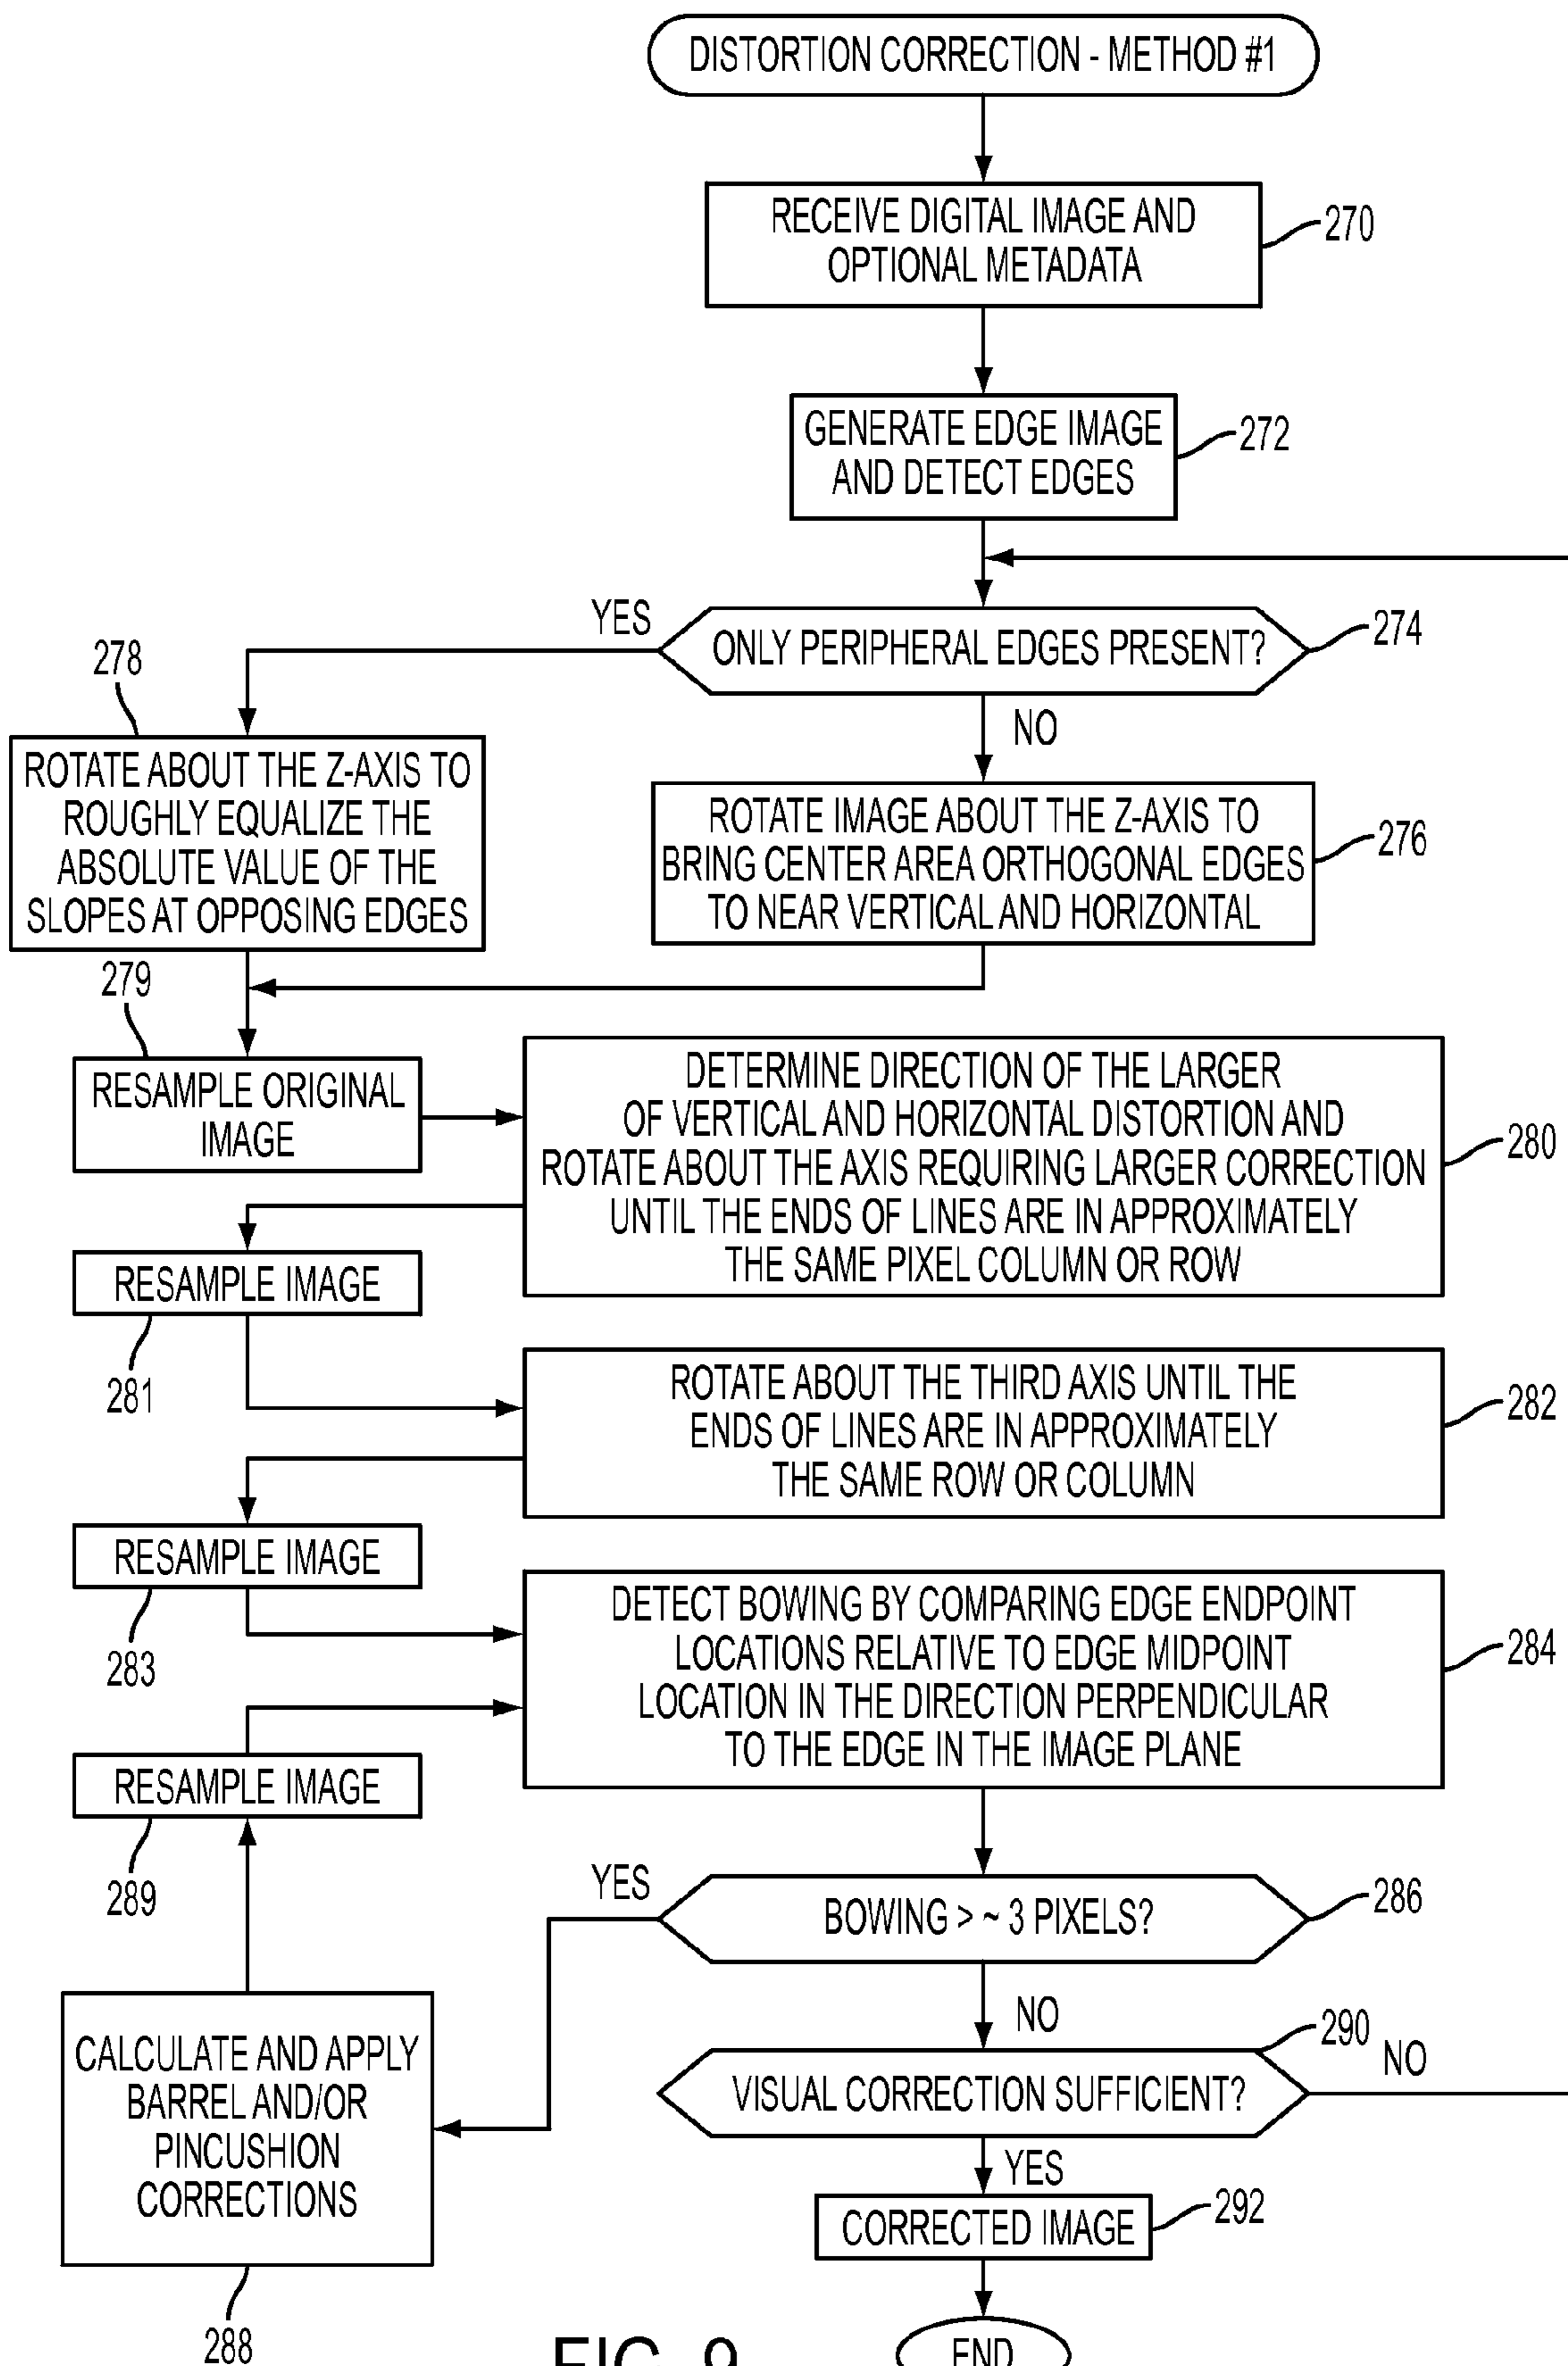 DISTORTION CORRECTION - METHOD #1
RECEIVE DIGITAL IMAGE AND
OPTIONAL METADATA
270
GENERATE EDGE IMAGE
AND DETECT EDGES
272
YES
ONLY PERIPHERAL EDGES PRESENT?
274
NO
278
ROTATE ABOUT THE Z-AXIS TO
ROUGHLY EQUALIZE THE
ABSOLUTE VALUE OF THE
SLOPES AT OPPOSING EDGES
ROTATE IMAGE ABOUT THE Z-AXIS TO
BRING CENTER AREA ORTHOGONAL EDGES
TO NEAR VERTICAL AND HORIZONTAL
276
279
RESAMPLE ORIGINAL
IMAGE
DETERMINE DIRECTION OF THE LARGER
OF VERTICAL AND HORIZONTAL DISTORTION AND
ROTATE ABOUT THE AXIS REQUIRING LARGER CORRECTION
UNTIL THE ENDS OF LINES ARE IN APPROXIMATELY
THE SAME PIXEL COLUMN OR ROW
280
RESAMPLE IMAGE
281
ROTATE ABOUT THE THIRD AXIS UNTIL THE
ENDS OF LINES ARE IN APPROXIMATELY
THE SAME ROW OR COLUMN
282
RESAMPLE IMAGE
283
DETECT BOWING BY COMPARING EDGE ENDPOINT
LOCATIONS RELATIVE TO EDGE MIDPOINT
LOCATION IN THE DIRECTION PERPENDICULAR
TO THE EDGE IN THE IMAGE PLANE
284
RESAMPLE IMAGE
289
YES
BOWING > ~ 3 PIXELS?
286
NO
CALCULATE AND APPLY
BARREL AND/OR
PINCUSHION
CORRECTIONS
288
VISUAL CORRECTION SUFFICIENT?
290
NO
YES
CORRECTED IMAGE
292
END
FIG. 9